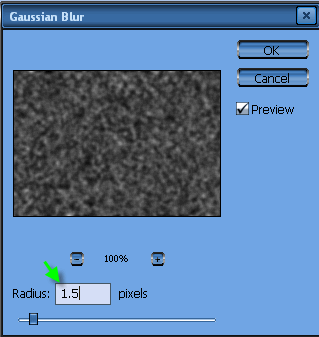 Gaussian Blur
OK
Cancel
Preview
100%
Radius: 1.5 pixels